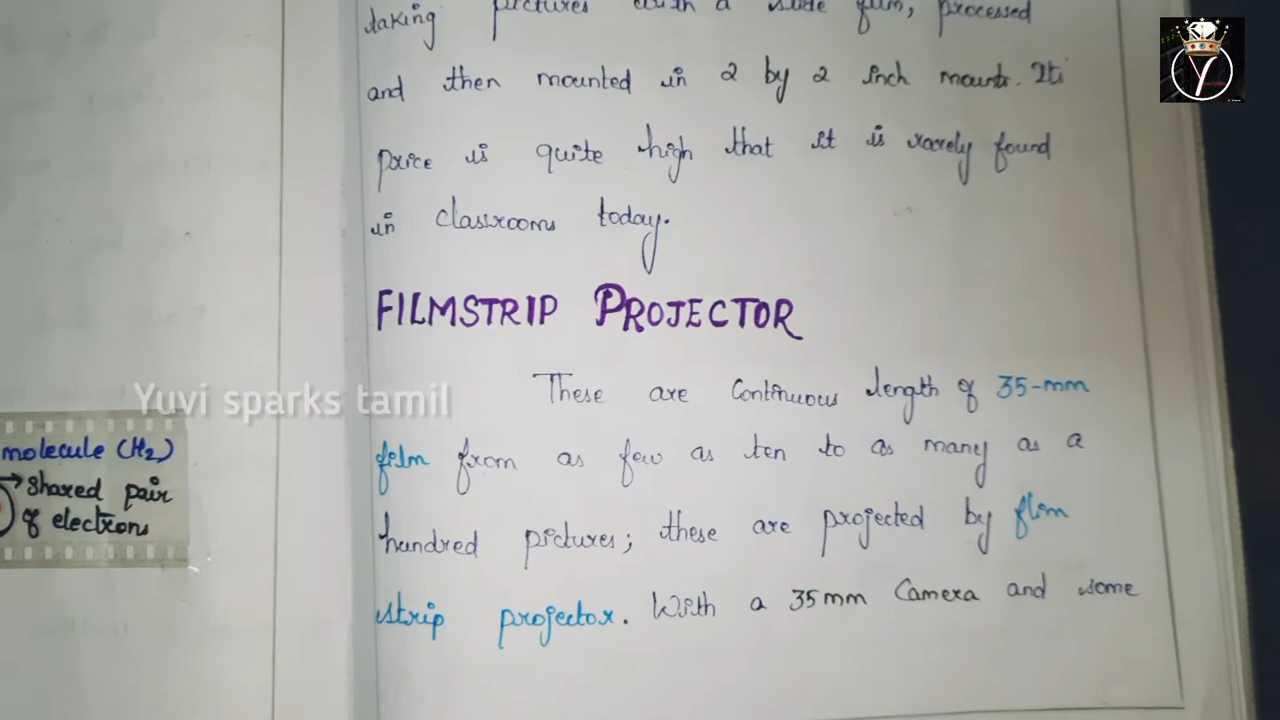 taking pictures with a slide film, processed
and then mounted in 2 by 2 inch mounts. Its
price is quite high that it is rarely found
in classrooms today.
FILMSTRIP PROJECTOR
These are Continuous length of 35-mm
film from as few as ten to as many as a
hundred pictures; these are projected by flim
strip projector. With a 35mm Camera and some
Yuvi sparks tamil
molecule (H2)
→ shared pair
of electrons
Y